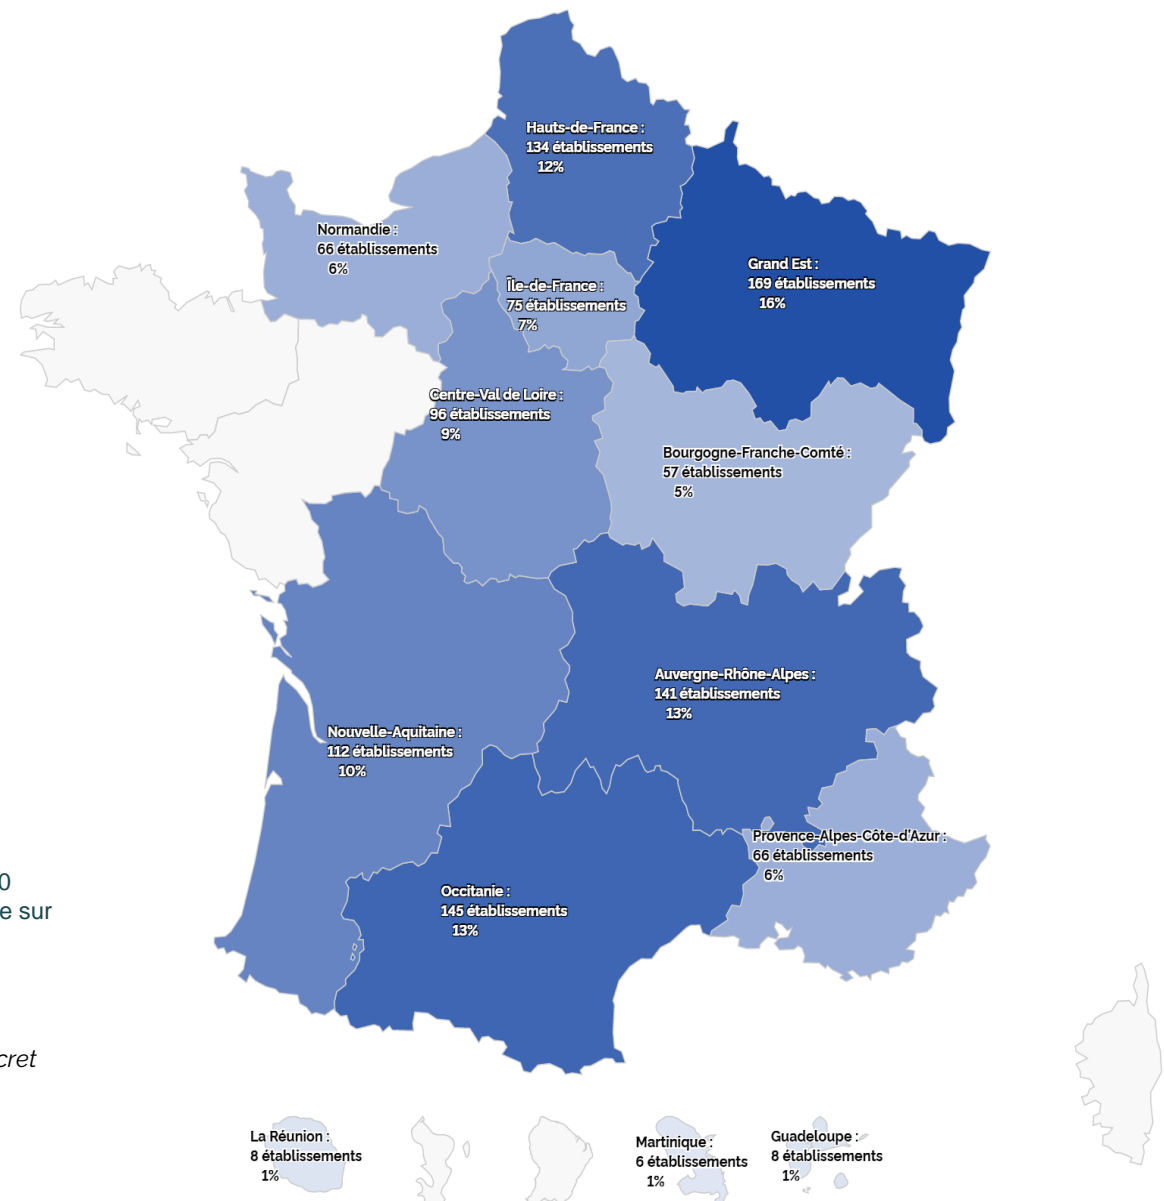 Hauts-de-France :
134 établissements
12%
Normandie :
66 établissements
6%
Grand Est :
169 établissements
16%
Île-de-France :
75 établissements
7%
Centre-Val de Loire :
96 établissements
9%
Bourgogne-Franche-Comté :
57 établissements
5%
Auvergne-Rhône-Alpes :
141 établissements
13%
Nouvelle-Aquitaine :
112 établissements
10%
Provence-Alpes-Côte-d'Azur :
66 établissements
6%
Occitanie :
145 établissements
13%
0
e sur
cret
La Réunion :
8 établissements
1%
Martinique :
6 établissements
1%
Guadeloupe :
8 établissements
1%